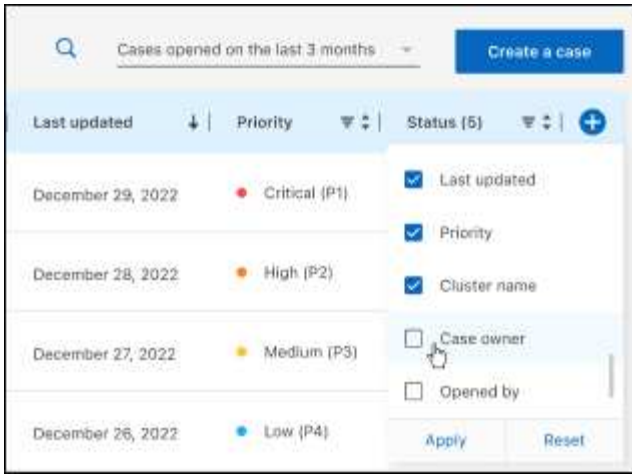 Cases opened on the last 3 months
Create a case
Last updated
Priority
Status (5)
Last updated
December 29, 2022
Critical (P1)
Priority
December 28, 2022
High (P2)
Cluster name
Case owner
December 27, 2022
Medium (P3)
Opened by
December 26, 2022
Low (P4)
Apply
Reset